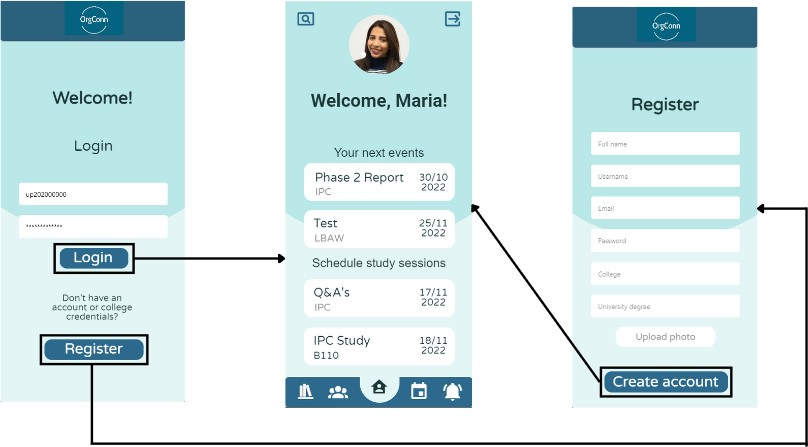 OrgConn
Welcome!
Login
up202000000
*************
Login
Don't have an
account or college
credentials?
Register
Welcome, Maria!
Your next events
Phase 2 Report 30/10
IPC 2022
Test 25/11
LBAW 2022
Schedule study sessions
Q&A's 17/11
IPC 2022
IPC Study 18/11
B110 2022
OrgConn
Register
Full name
Username
Email
Password
College
University degree
Upload photo
Create account